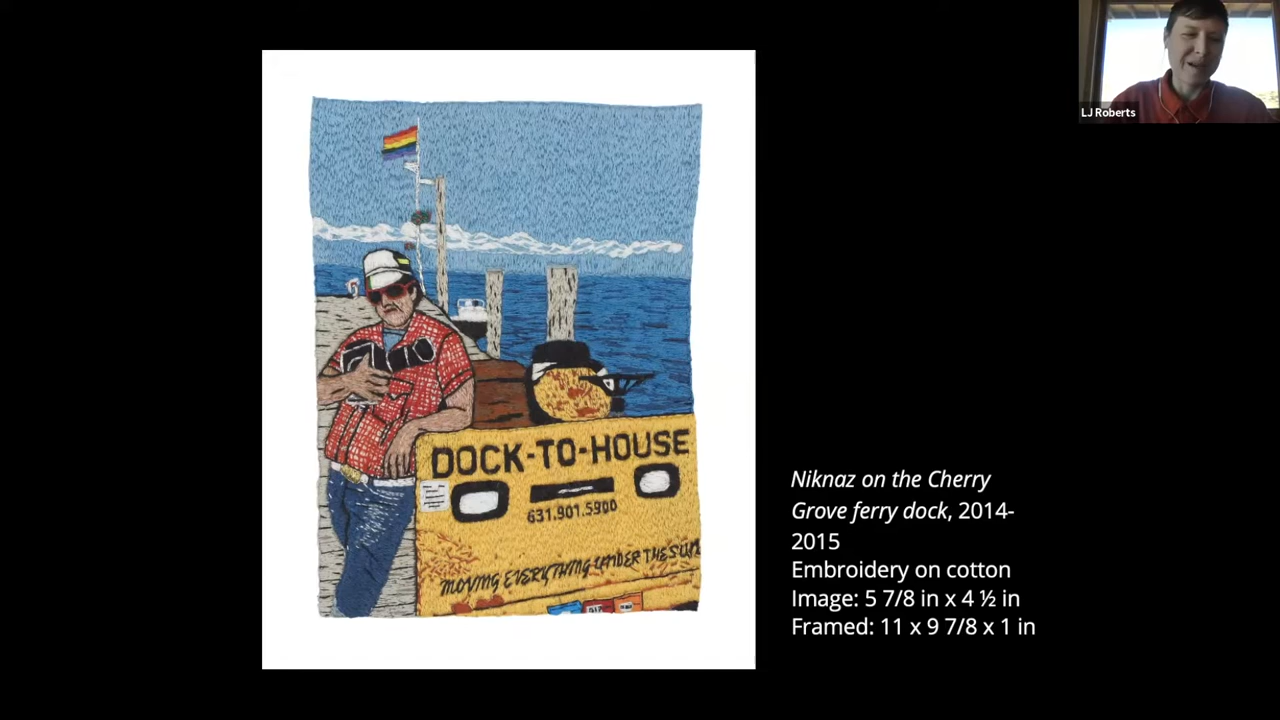 LJ Roberts
DOCK-TO-HOUSE
631.901.5900
MOVING EVERYTHING UNDER THE SUN
Niknaz on the Cherry
Grove ferry dock, 2014-
2015
Embroidery on cotton
Image: 5 7/8 in x 4 ½ in
Framed: 11 x 9 7/8 x 1 in